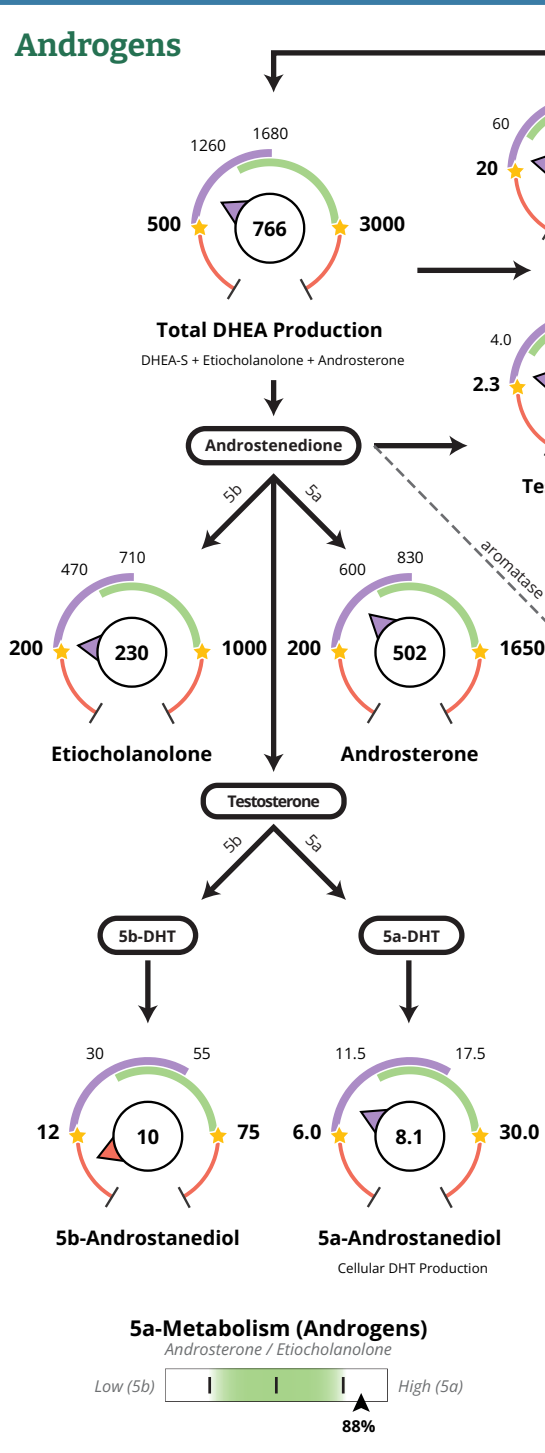 Androgens
1260 1680
500 766 3000
Total DHEA Production
DHEA-S + Etiocholanolone + Androsterone
60
20
4.0
2.3
Te
Androstenedione
5b 5a
aromatase
470 710
200 230 1000
Etiocholanolone
600 830
200 502 1650
Androsterone
Testosterone
5b 5a
5b-DHT 5a-DHT
30 55
12 10 75
5b-Androstanediol
11.5 17.5
6.0 8.1 30.0
5a-Androstanediol
Cellular DHT Production
5a-Metabolism (Androgens)
Androsterone / Etiocholanolone
Low (5b) High (5a)
88%